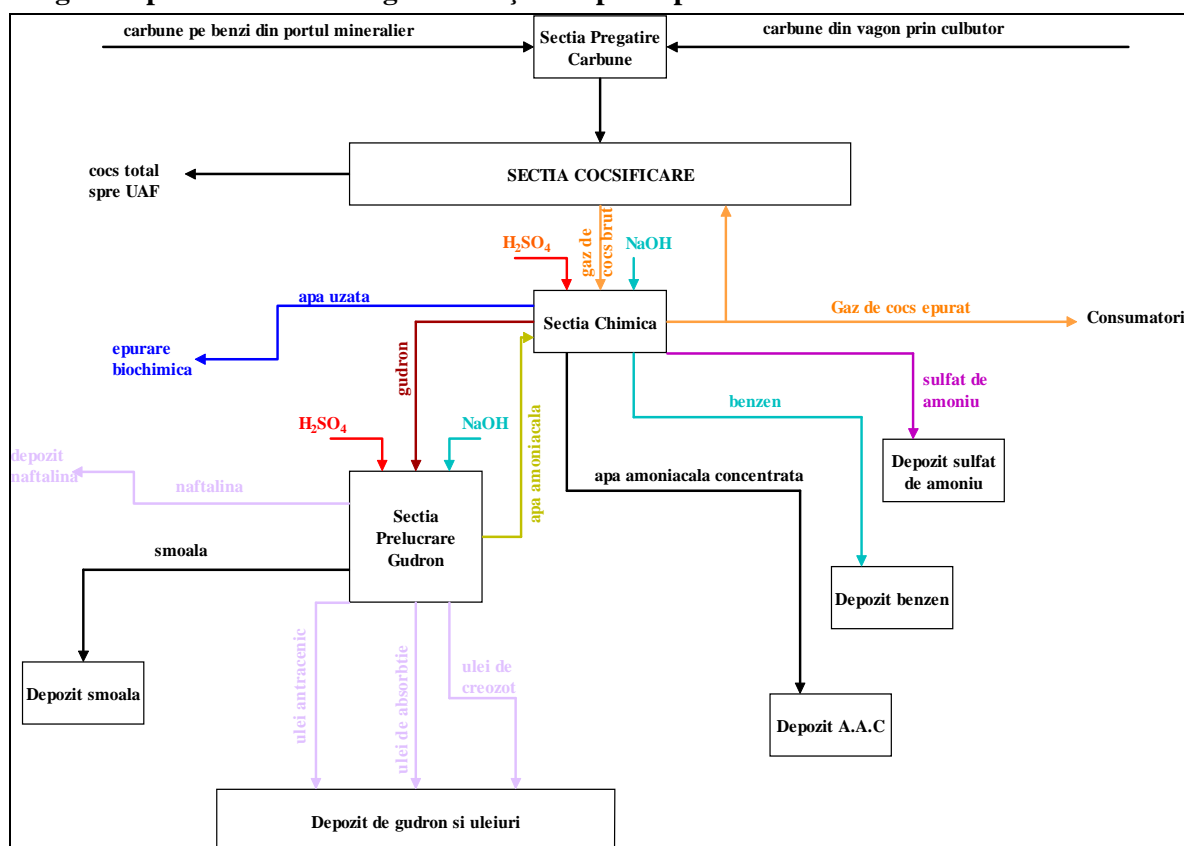 carbune pe benzi din portul mineralier
carbune din vagon prin culbutor
Sectia Pregatire
Carbune
cocs total
spre UAF
SECTIA COCSIFICARE
H₂SO₄
gaz de
cocs brut
NaOH
apa uzata
Sectia Chimica
Gaz de cocs epurat
Consumatori
epurare
biochimica
gudron
apa amoniacala
benzen
sulfat de
amoniu
H₂SO₄
NaOH
depozit
naftalina
naftalina
Sectia
Prelucrare
Gudron
apa amoniacala concentrata
Depozit sulfat
de amoniu
smoala
Depozit benzen
ulei antracenic
ulei de absorbtie
ulei de
creozot
Depozit smoala
Depozit A.A.C
Depozit de gudron si uleiuri